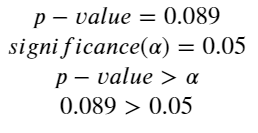 p − value = 0.089
significance(α) = 0.05
p − value > α
0.089 > 0.05